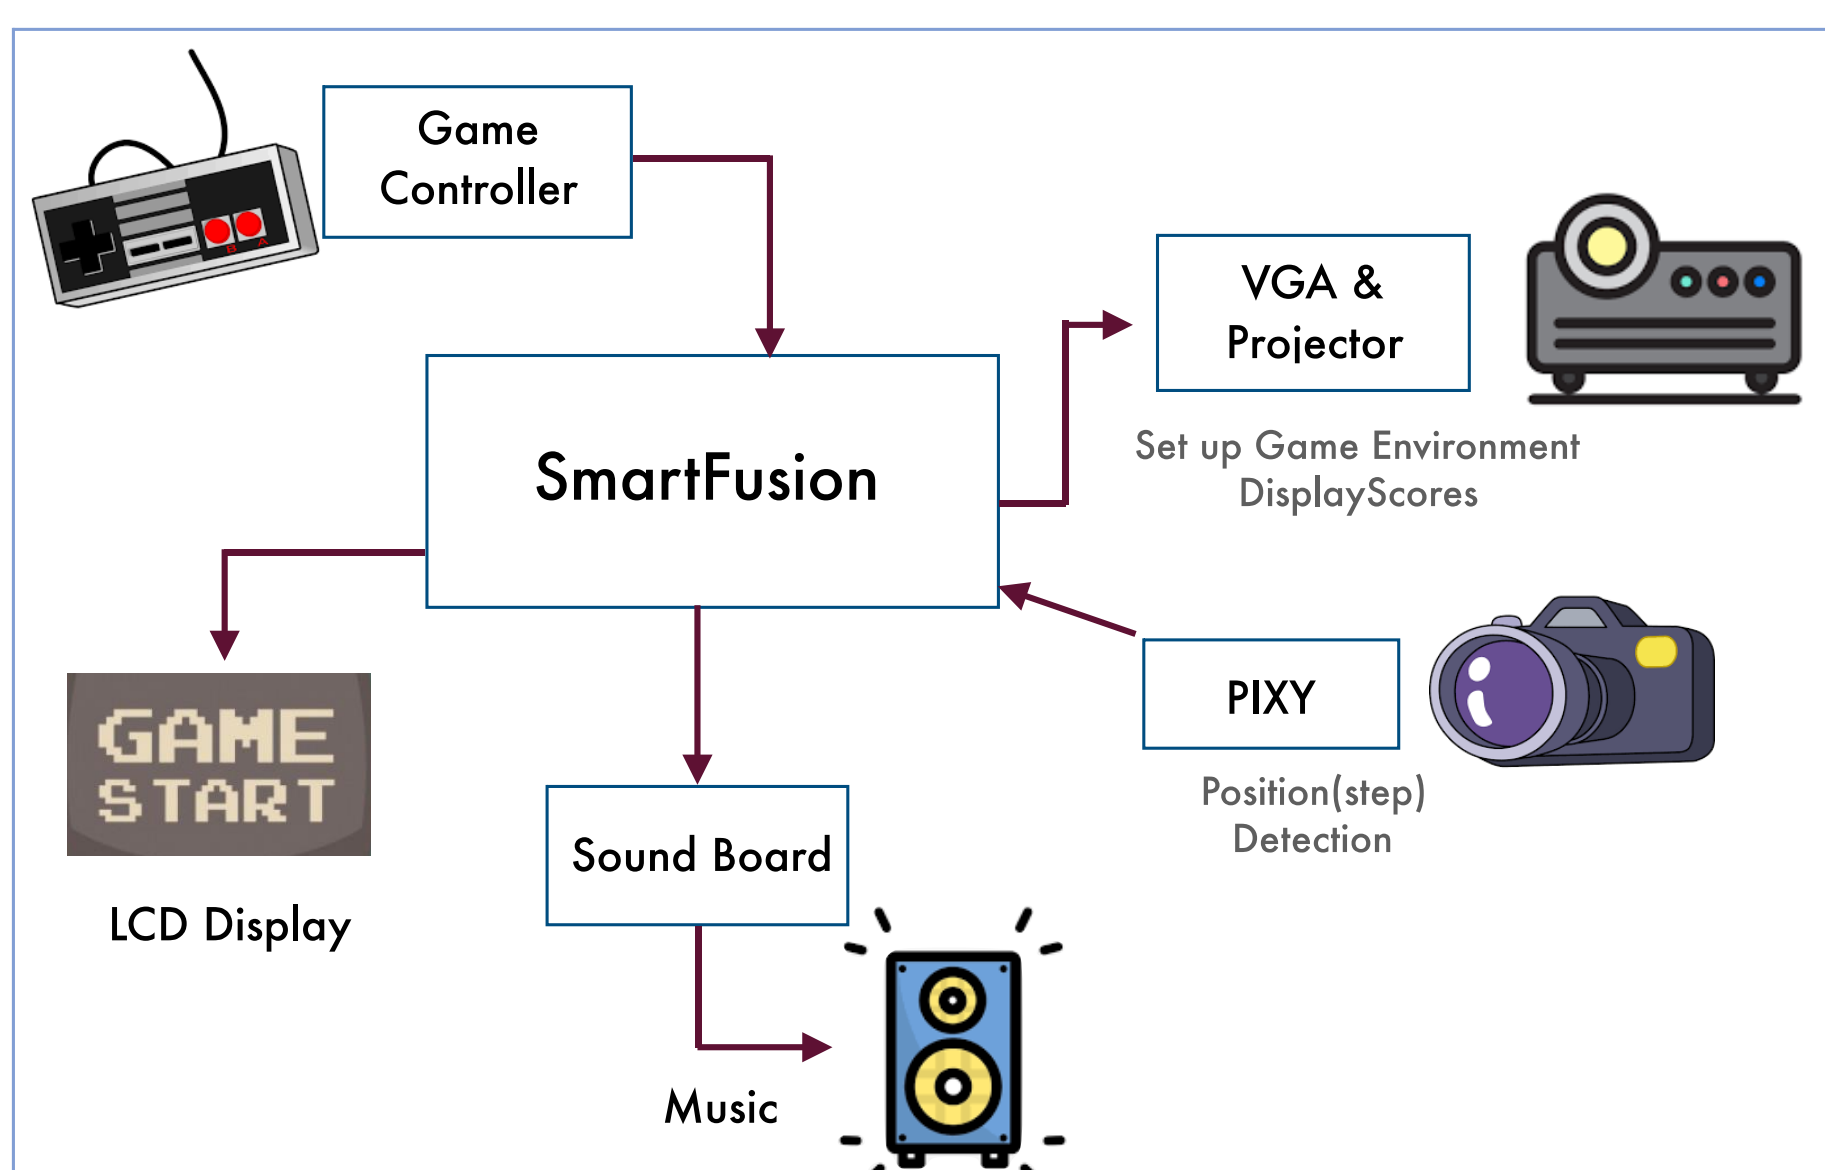 Game
Controller
B A
VGA &
Projector
Set up Game Environment
DisplayScores
SmartFusion
PIXY
Position(step)
Detection
GAME
START
LCD Display
Sound Board
Music